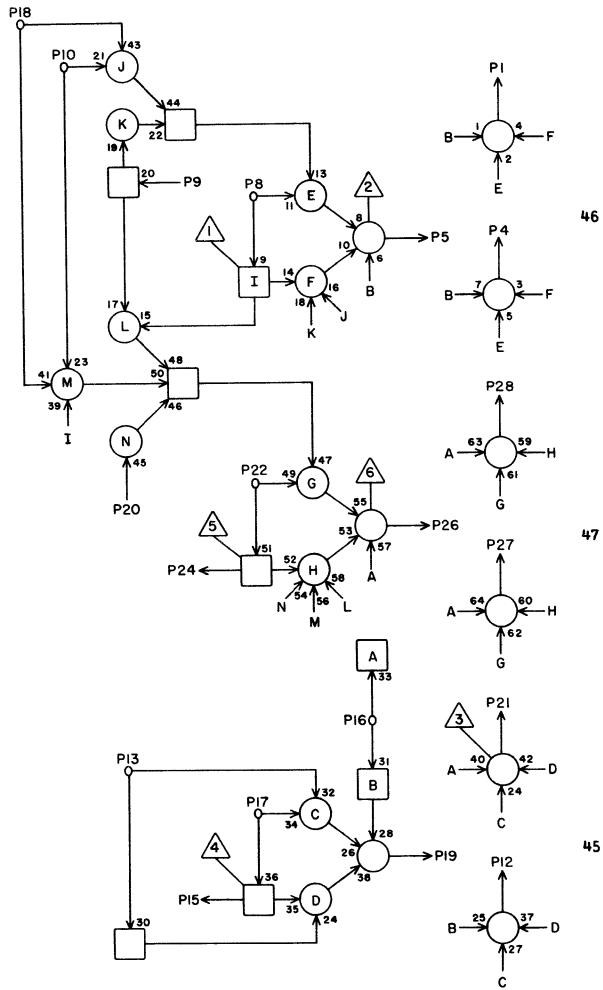 P18
43
P10
21
J
44
K
22
19
20
P9
P8
13
E
11
2
1
8
9
10
P5
I
14
F
16
6
18
B
K
J
17
15
L
48
23
41
M
50
39
46
I
N
45
P20
47
P22
49
G
6
55
5
53
P26
51
52
P24
H
57
54
58
56
A
N
L
M
A
33
P16
P13
31
B
32
P17
34
C
28
4
26
P19
38
36
P15
35
D
30
24
P1
1
4
B
F
2
E
46
P4
7
3
B
F
5
E
P28
63
59
A
H
61
G
47
P27
64
60
A
H
62
G
P21
3
40
42
A
D
24
C
45
P12
25
37
B
D
27
C